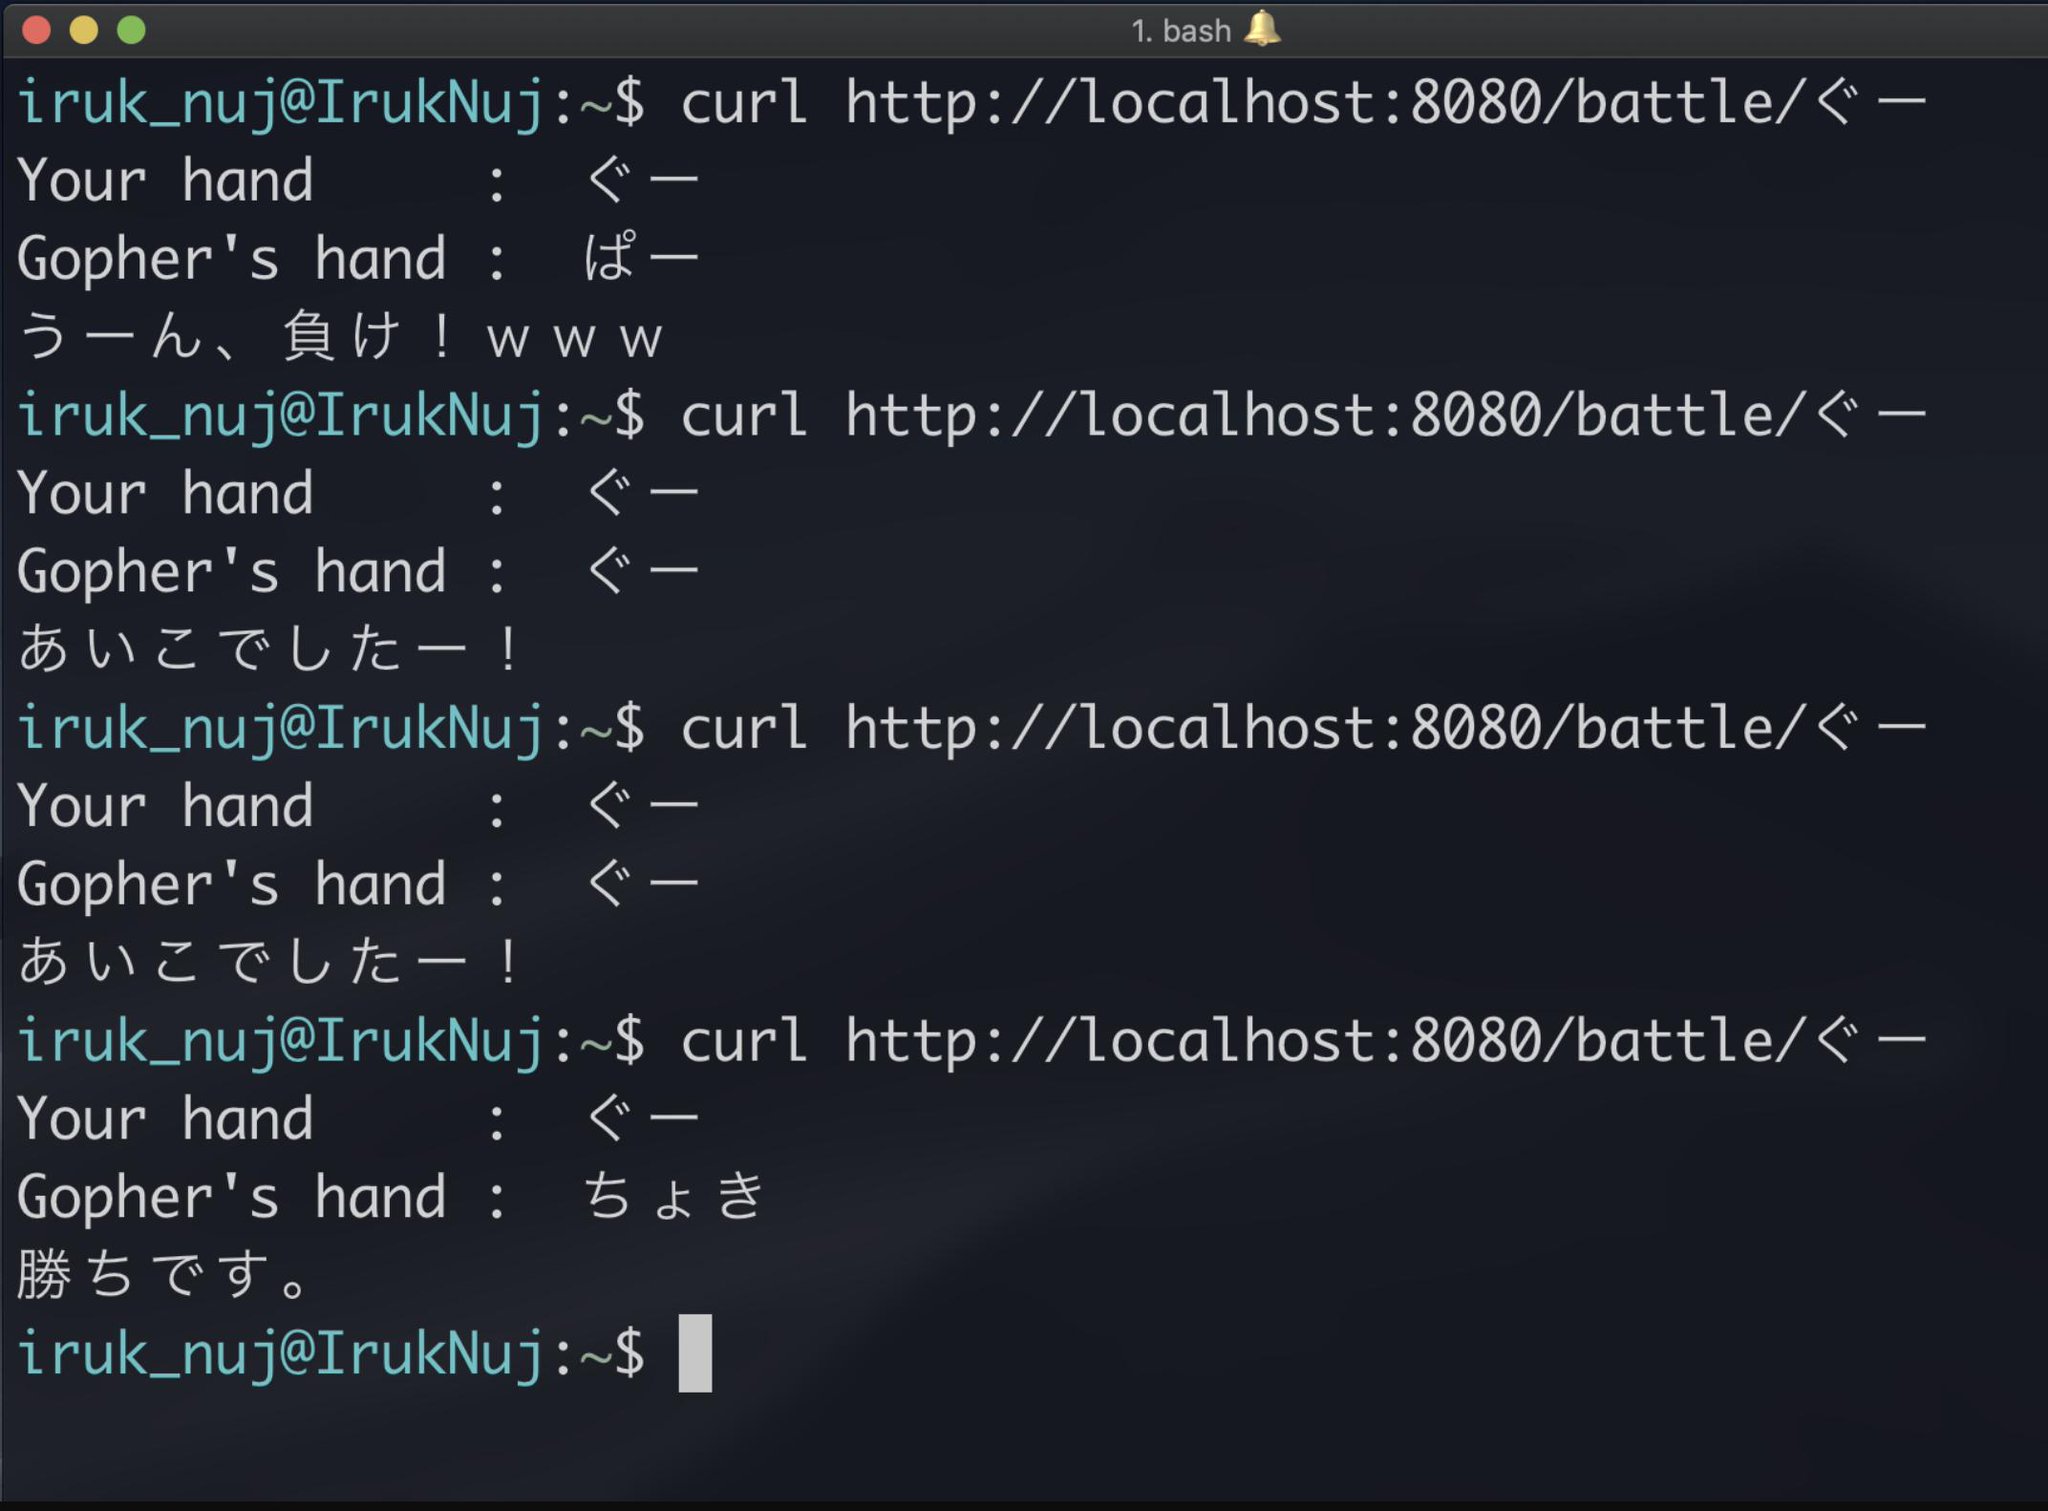 1. bash 🔔
iruk_nuj@IrukNuj:~$ curl http://localhost:8080/battle/ぐー
Your hand     :  ぐー
Gopher's hand :  ぱー
うーん、負け！ｗｗｗ
iruk_nuj@IrukNuj:~$ curl http://localhost:8080/battle/ぐー
Your hand     :  ぐー
Gopher's hand :  ぐー
あいこでしたー！
iruk_nuj@IrukNuj:~$ curl http://localhost:8080/battle/ぐー
Your hand     :  ぐー
Gopher's hand :  ぐー
あいこでしたー！
iruk_nuj@IrukNuj:~$ curl http://localhost:8080/battle/ぐー
Your hand     :  ぐー
Gopher's hand :  ちょき
勝ちです。
iruk_nuj@IrukNuj:~$